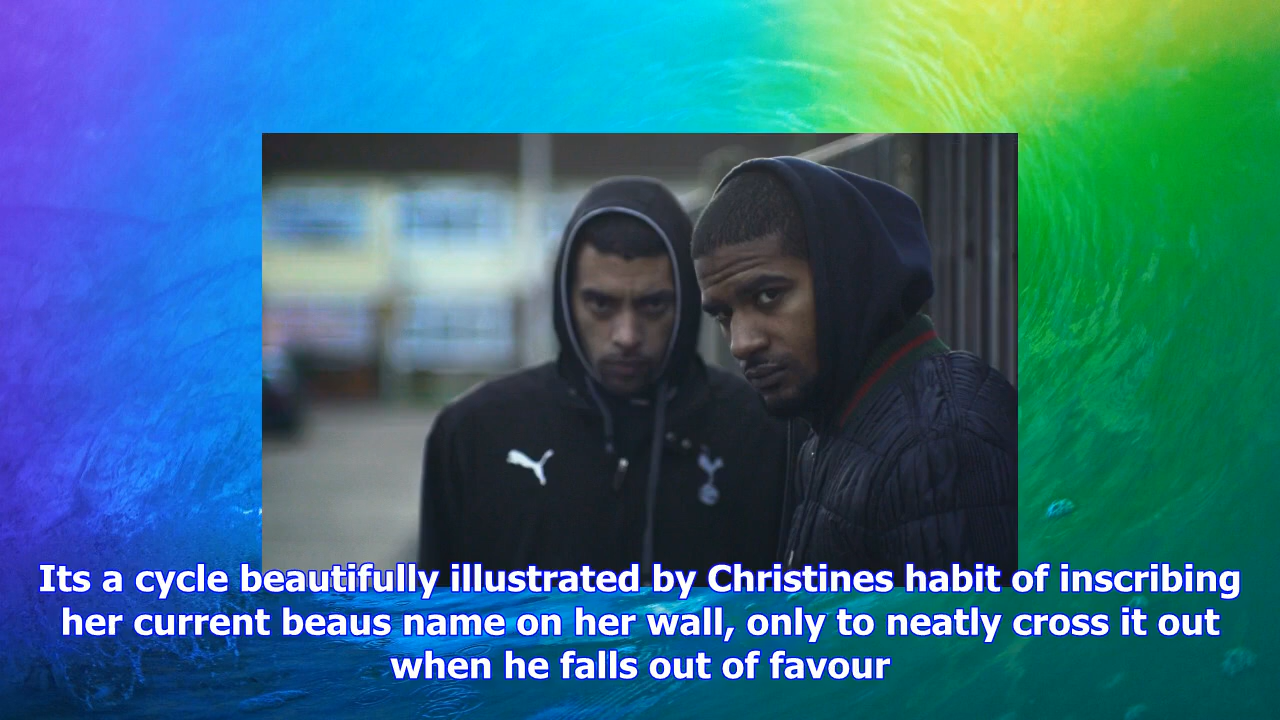 Its a cycle beautifully illustrated by Christines habit of inscribing
her current beaus name on her wall, only to neatly cross it out
when he falls out of favour